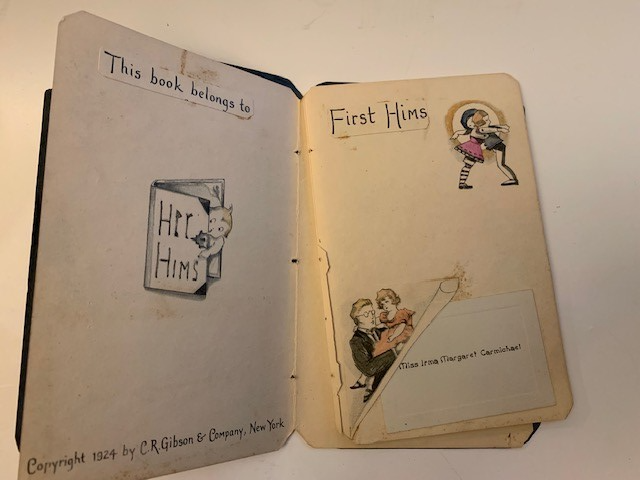 This book belongs to
Her
Hims
Copyright 1924 by C.R. Gibson & Company, New York
First Hims
Miss Irma Margaret Carmichael